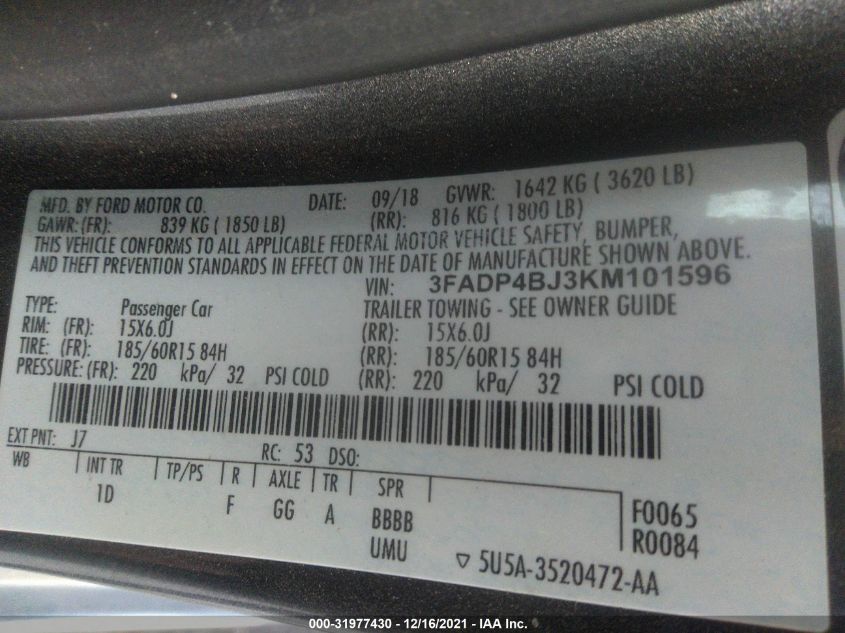 MFD. BY FORD MOTOR CO. DATE: 09/18 GVWR: 1642 KG ( 3620 LB )
GAWR: (FR): 839 KG ( 1850 LB ) (RR): 816 KG ( 1800 LB )
THIS VEHICLE CONFORMS TO ALL APPLICABLE FEDERAL MOTOR VEHICLE SAFETY, BUMPER,
AND THEFT PREVENTION STANDARDS IN EFFECT ON THE DATE OF MANUFACTURE SHOWN ABOVE.
VIN: 3FADP4BJ3KM101596
TYPE: Passenger Car TRAILER TOWING - SEE OWNER GUIDE
RIM: (FR): 15X6.0J (RR): 15X6.0J
TIRE: (FR): 185/60R15 84H (RR): 185/60R15 84H
PRESSURE: (FR): 220 kPa/ 32 PSI COLD (RR): 220 kPa/ 32 PSI COLD
EXT PNT: J7 RC: 53 DSO:
WB INT TR TP/PS R AXLE TR SPR
1D F GG A BBBB F0065
UMU R0084
5U5A-3520472-AA
000-31977430 - 12/16/2021 - IAA Inc.